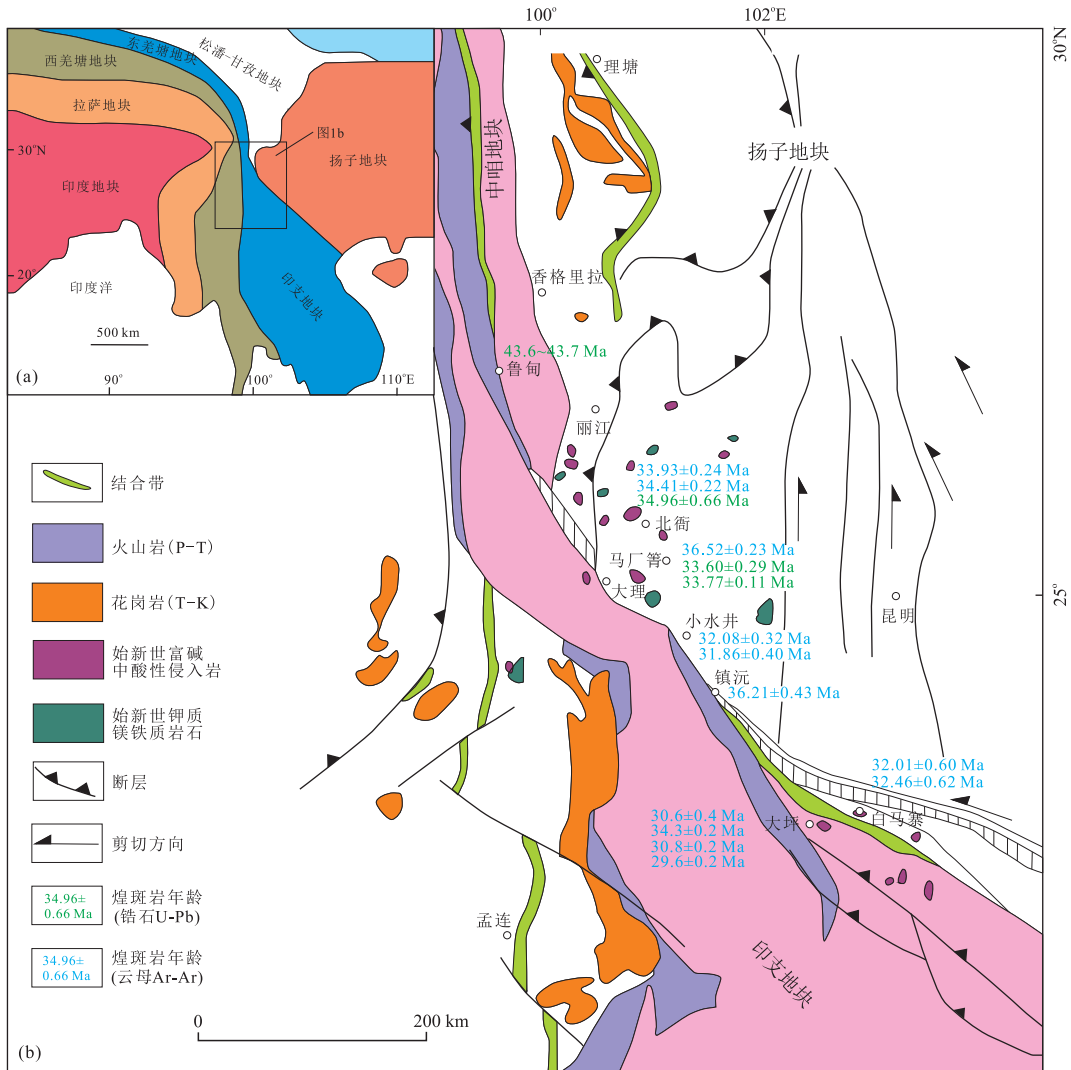 100°
102°E
30°N
25°
东羌塘地块
松潘-甘孜地块
西羌塘地块
拉萨地块
图1b
30°N
扬子地块
印度地块
20°
印度洋
印支地块
500 km
(a)
90°
100°
110°E
理塘
中咱地块
扬子地块
香格里拉
43.6~43.7 Ma
鲁甸
丽江
33.93±0.24 Ma
34.41±0.22 Ma
34.96±0.66 Ma
北衙
马厂箐
36.52±0.23 Ma
33.60±0.29 Ma
33.77±0.11 Ma
大理
昆明
小水井
32.08±0.32 Ma
31.86±0.40 Ma
镇沅
36.21±0.43 Ma
32.01±0.60 Ma
32.46±0.62 Ma
白马寨
大坪
30.6±0.4 Ma
34.3±0.2 Ma
30.8±0.2 Ma
29.6±0.2 Ma
孟连
印支地块
结合带
火山岩(P-T)
花岗岩(T-K)
始新世富碱
中酸性侵入岩
始新世钾质
镁铁质岩石
断层
剪切方向
34.96±
0.66 Ma
煌斑岩年龄
(锆石U-Pb)
34.96±
0.66 Ma
煌斑岩年龄
(云母Ar-Ar)
0
200 km
(b)